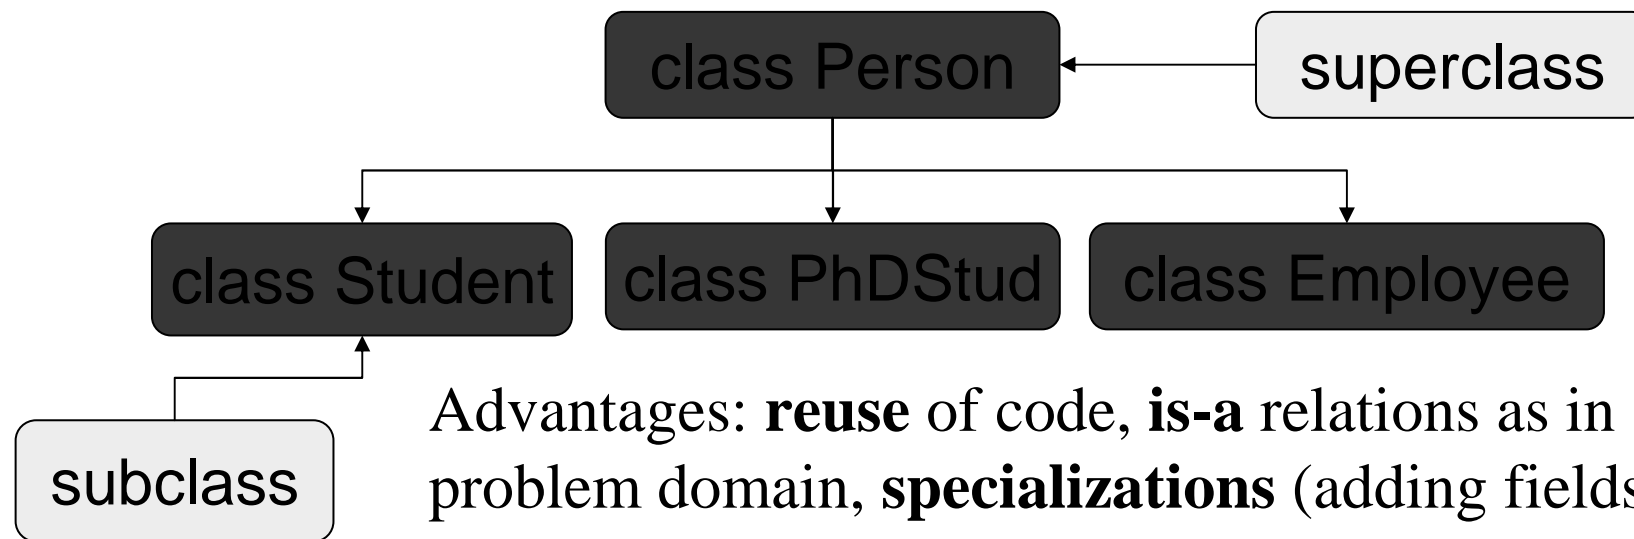 class Person
superclass
class Student
class PhDStud
class Employee
subclass
Advantages: reuse of code, is-a relations as in
problem domain, specializations (adding fields